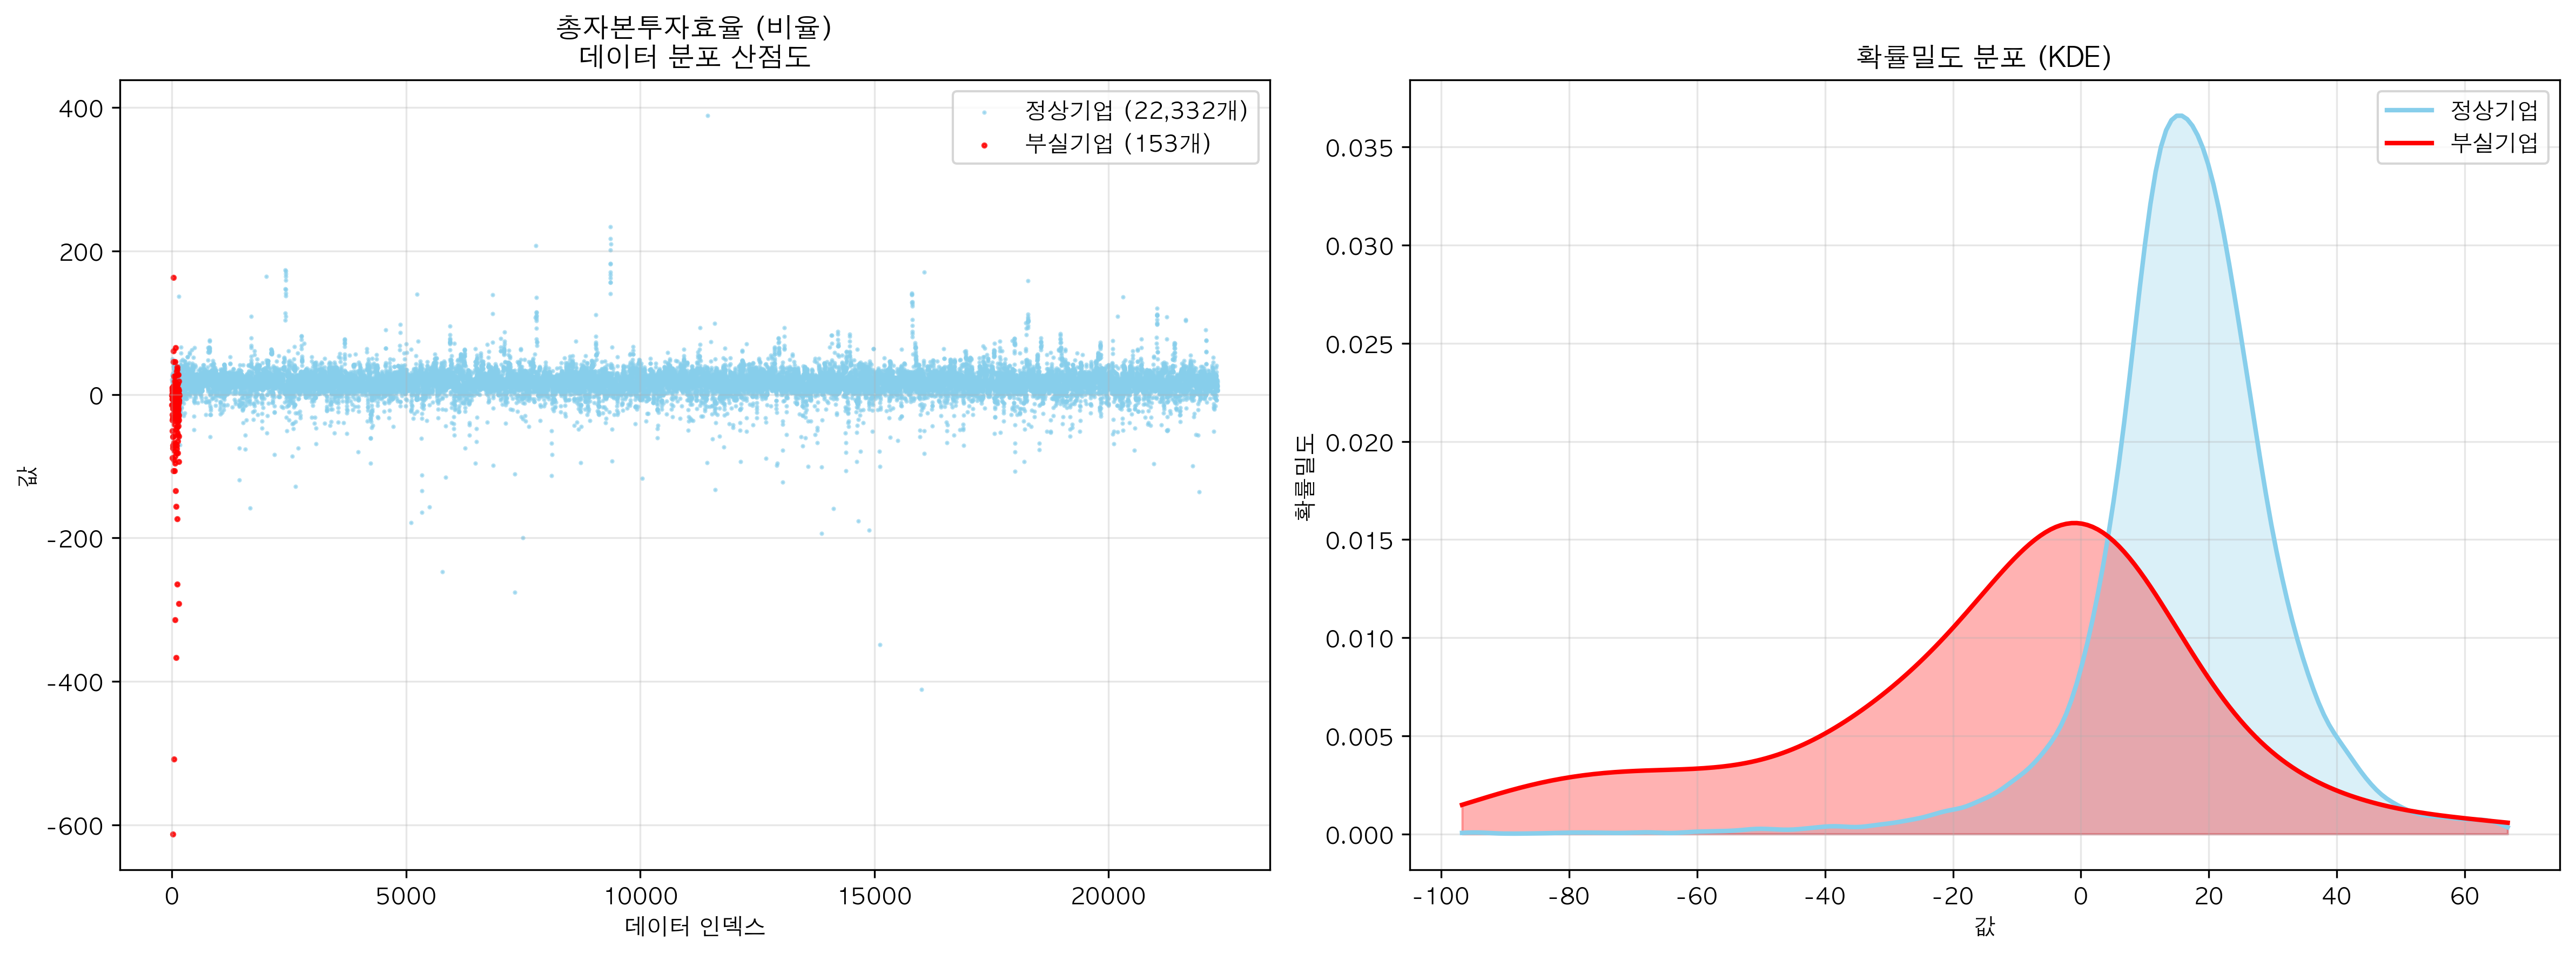 총자본투자효율 (비율)
데이터 분포 산점도
400
200
0
-200
-400
-600
값
0
5000
10000
15000
20000
데이터 인덱스
정상기업 (22,332개)
부실기업 (153개)
확률밀도 분포 (KDE)
0.035
0.030
0.025
0.020
0.015
0.010
0.005
0.000
확률밀도
-100
-80
-60
-40
-20
0
20
40
60
값
정상기업
부실기업